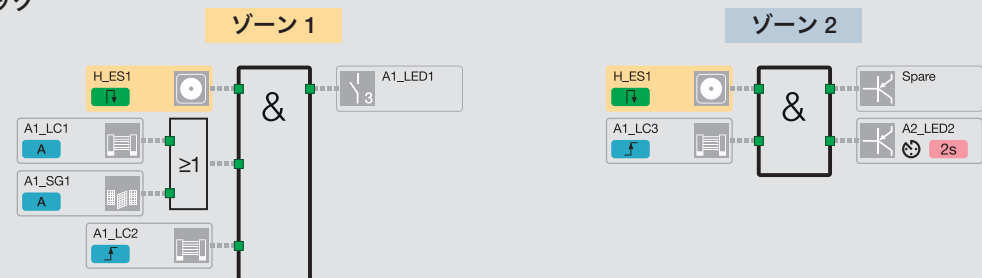 ゾーン 1
H_ES1
A1_LC1
A
A1_SG1
A
≥1
A1_LC2
&
3
A1_LED1
ゾーン 2
H_ES1
A1_LC3
&
Spare
A2_LED2
2s